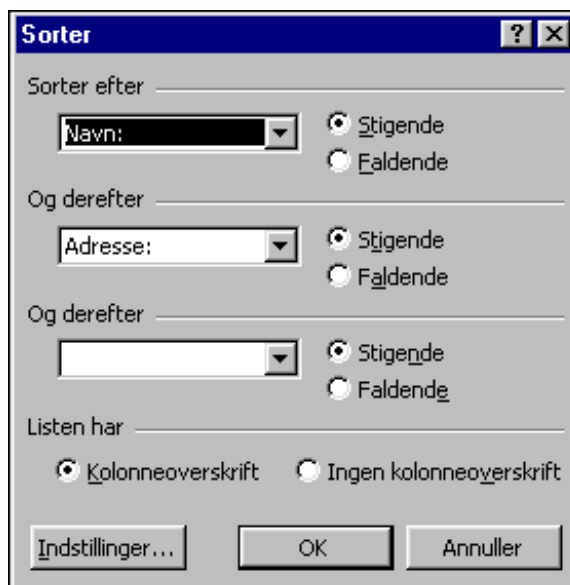 Sorter
Sorter efter
Navn:
Stigende
Faldende
Og derefter
Adresse:
Stigende
Faldende
Og derefter
Stigende
Faldende
Listen har
Kolonneoverskrift Ingen kolonneoverskrift
Indstillinger... OK Annuller